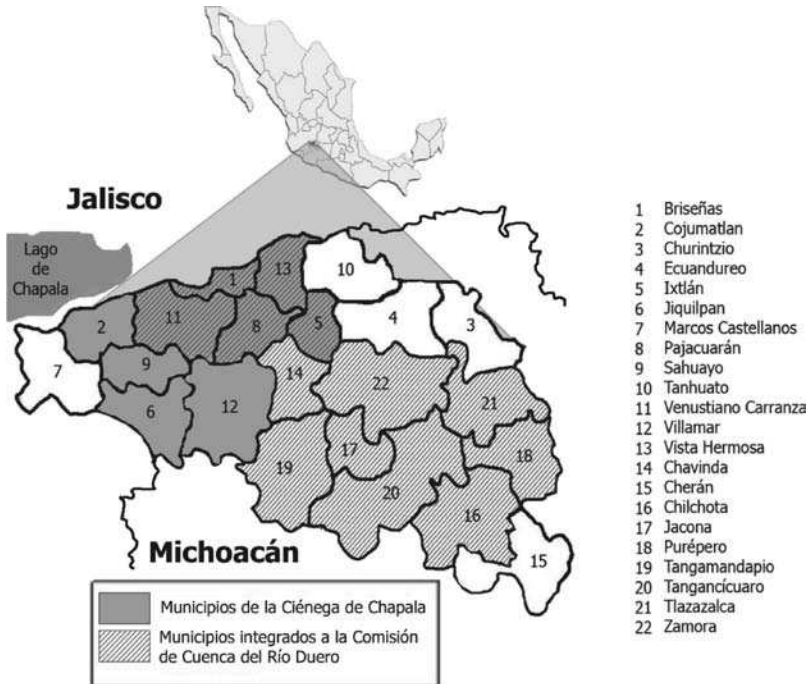 Jalisco
Lago
de
Chapala
1
13
10
2
11
8
5
4
3
7
9
14
22
21
6
12
17
18
19
20
16
15
Michoacán
Municipios de la Ciénega de Chapala
Municipios integrados a la Comisión
de Cuenca del Río Duero
1 Briseñas
2 Cojumatlan
3 Churintzio
4 Ecuandureo
5 Ixtlán
6 Jiquilpan
7 Marcos Castellanos
8 Pajacuarán
9 Sahuayo
10 Tanhuato
11 Venustiano Carranza
12 Villamar
13 Vista Hermosa
14 Chavinda
15 Cherán
16 Chilchota
17 Jacona
18 Purépero
19 Tangamandapio
20 Tangancícuaro
21 Tlazazalca
22 Zamora